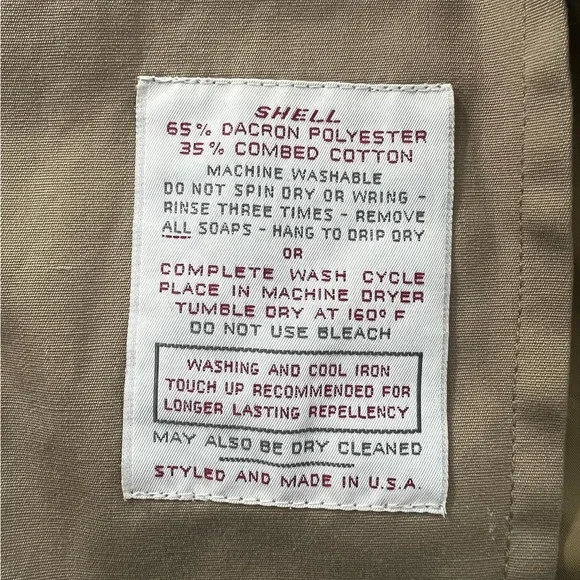 SHELL
65% DACRON POLYESTER
35% COMBED COTTON
MACHINE WASHABLE
DO NOT SPIN DRY OR WRING -
RINSE THREE TIMES - REMOVE
ALL SOAPS - HANG TO DRIP DRY
OR
COMPLETE WASH CYCLE
PLACE IN MACHINE DRYER
TUMBLE DRY AT 160° F
DO NOT USE BLEACH
WASHING AND COOL IRON
TOUCH UP RECOMMENDED FOR
LONGER LASTING REPELLENCY
MAY ALSO BE DRY CLEANED
STYLED AND MADE IN U.S.A.